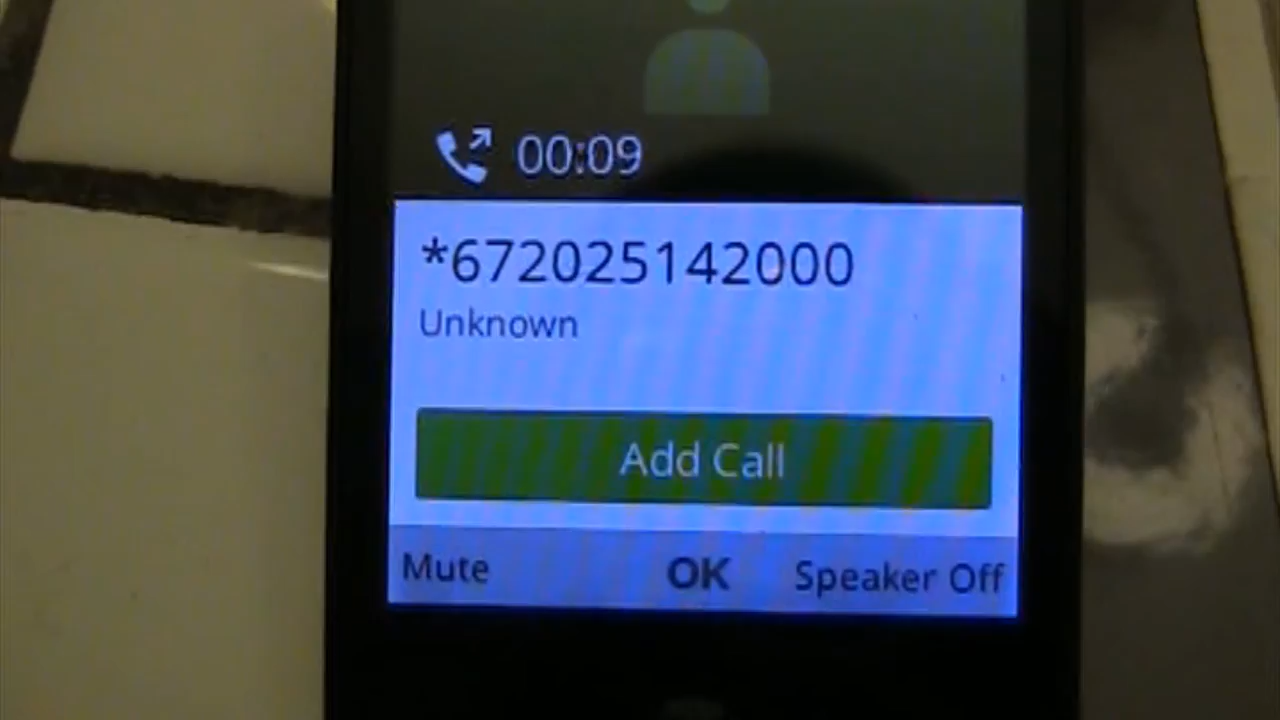 00:09
*672025142000
Unknown
Add Call
Mute OK Speaker Off